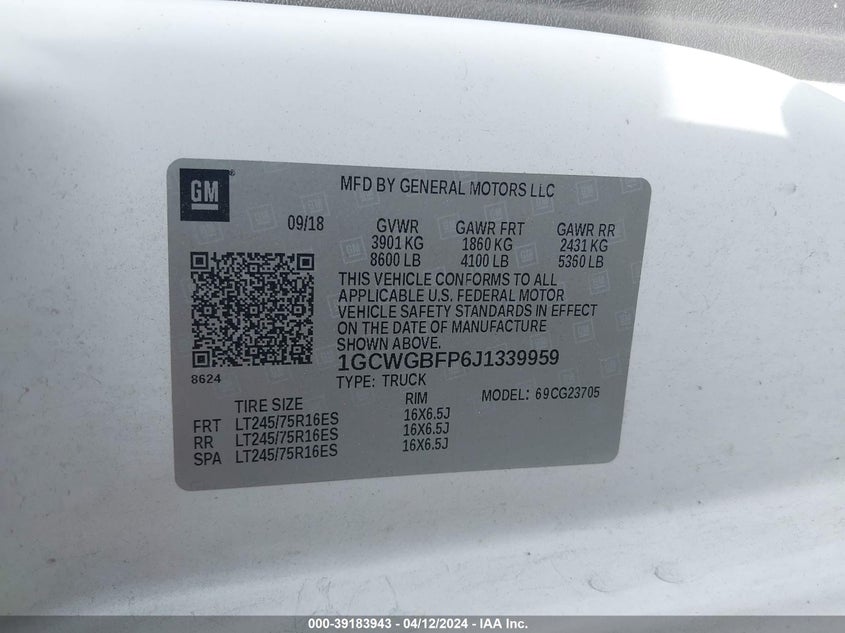 GM
MFD BY GENERAL MOTORS LLC
09/18
GVWR GAWR FRT GAWR RR
3901 KG 1860 KG 2431 KG
8600 LB 4100 LB 5360 LB
THIS VEHICLE CONFORMS TO ALL
APPLICABLE U.S. FEDERAL MOTOR
VEHICLE SAFETY STANDARDS IN EFFECT
ON THE DATE OF MANUFACTURE
SHOWN ABOVE.
1GCWGBFP6J1339959
8624
TYPE: TRUCK
MODEL: 69CG23705
TIRE SIZE RIM
FRT LT245/75R16ES 16X6.5J
RR LT245/75R16ES 16X6.5J
SPA LT245/75R16ES 16X6.5J
000-39183943 - 04/12/2024 - IAA Inc.